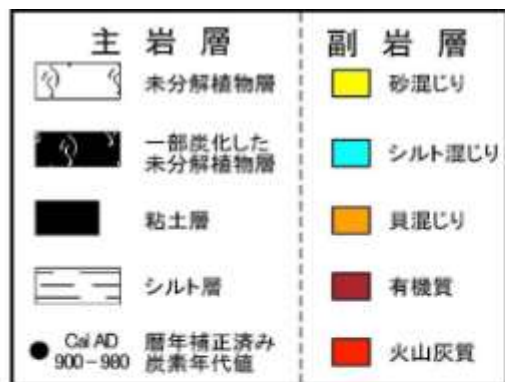 主岩層
未分解植物層
一部炭化した
未分解植物層
粘土層
シルト層
Cal AD
900-980
暦年補正済み
炭素年代値
副岩層
砂混じり
シルト混じり
貝混じり
有機質
火山灰質